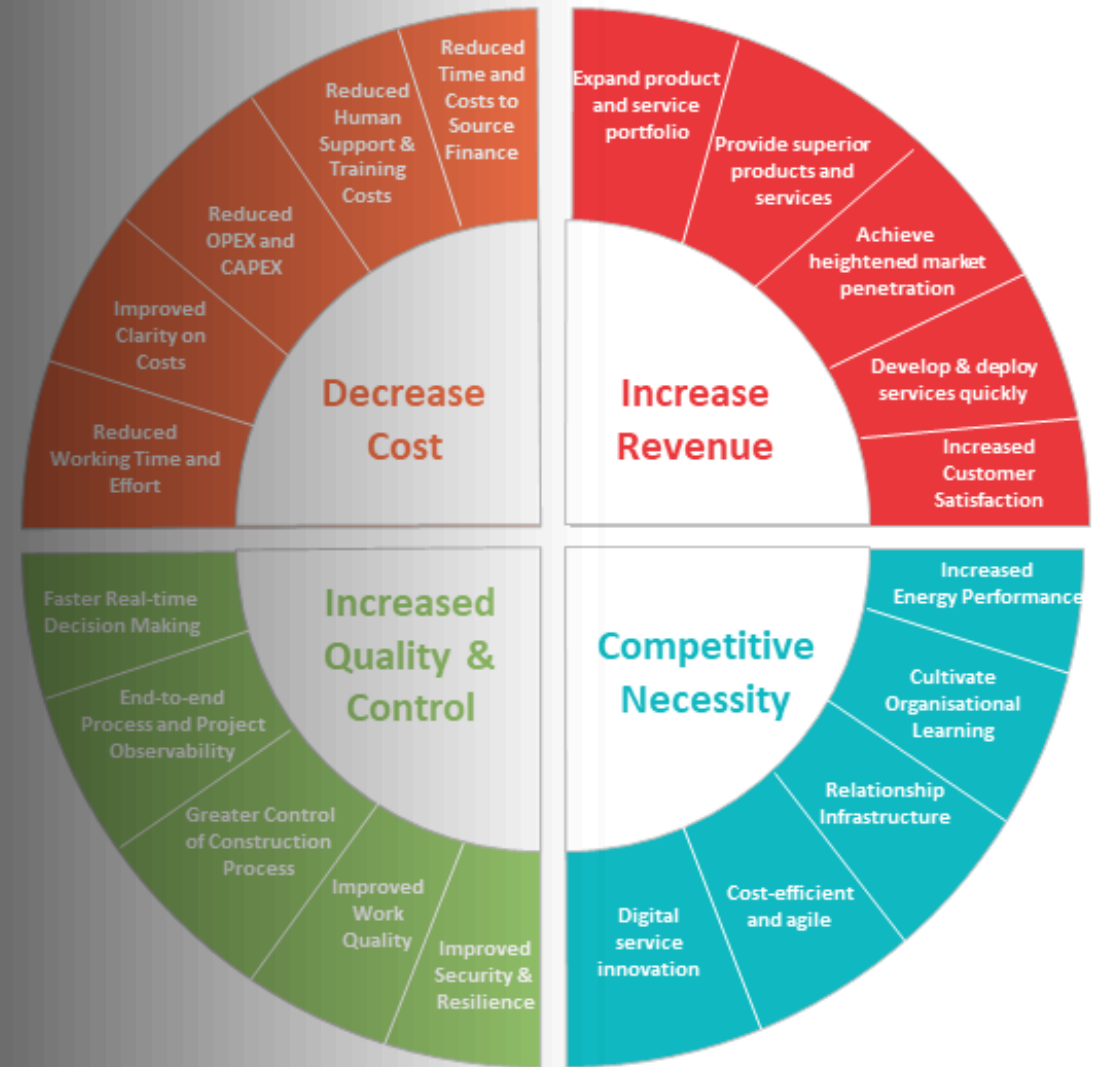 Reduced
Time and
Costs to
Source
Finance
Reduced
Human
Support &
Training
Costs
Reduced
OPEX and
CAPEX
Improved
Clarity on
Costs
Reduced
Working Time and
Effort
Decrease
Cost
Expand product
and service
portfolio
Provide superior
products and
services
Achieve
heightened market
penetration
Develop & deploy
services quickly
Increased
Customer
Satisfaction
Increase
Revenue
Faster Real-time
Decision Making
End-to-end
Process and Project
Observability
Greater Control
of Construction
Process
Improved
Work
Quality
Improved
Security &
Resilience
Increased
Quality &
Control
Increased
Energy Performance
Cultivate
Organisational
Learning
Relationship
Infrastructure
Cost-efficient
and agile
Digital
service
innovation
Competitive
Necessity